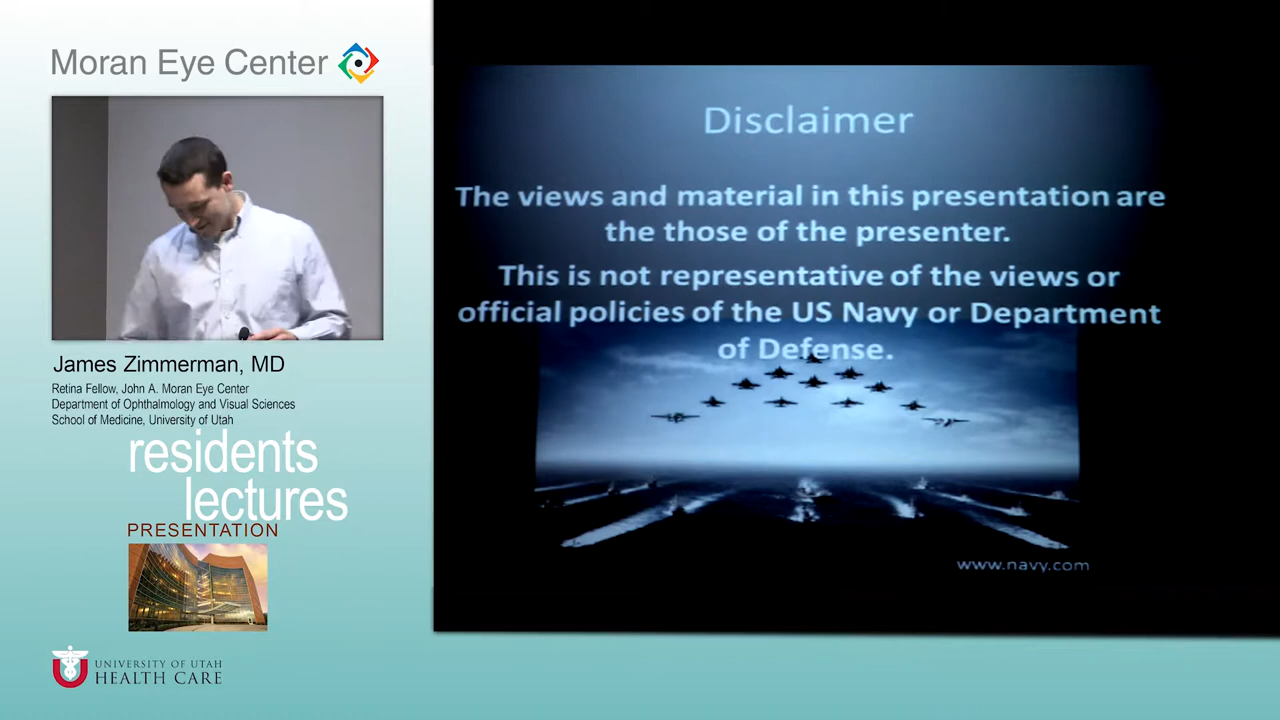 Moran Eye Center
James Zimmerman, MD
Retina Fellow, John A. Moran Eye Center
Department of Ophthalmology and Visual Sciences
School of Medicine, University of Utah
residents
lectures
PRESENTATION
UNIVERSITY OF UTAH
HEALTH CARE
Disclaimer
The views and material in this presentation are
the those of the presenter.
This is not representative of the views or
official policies of the US Navy or Department
of Defense.
www.navy.com